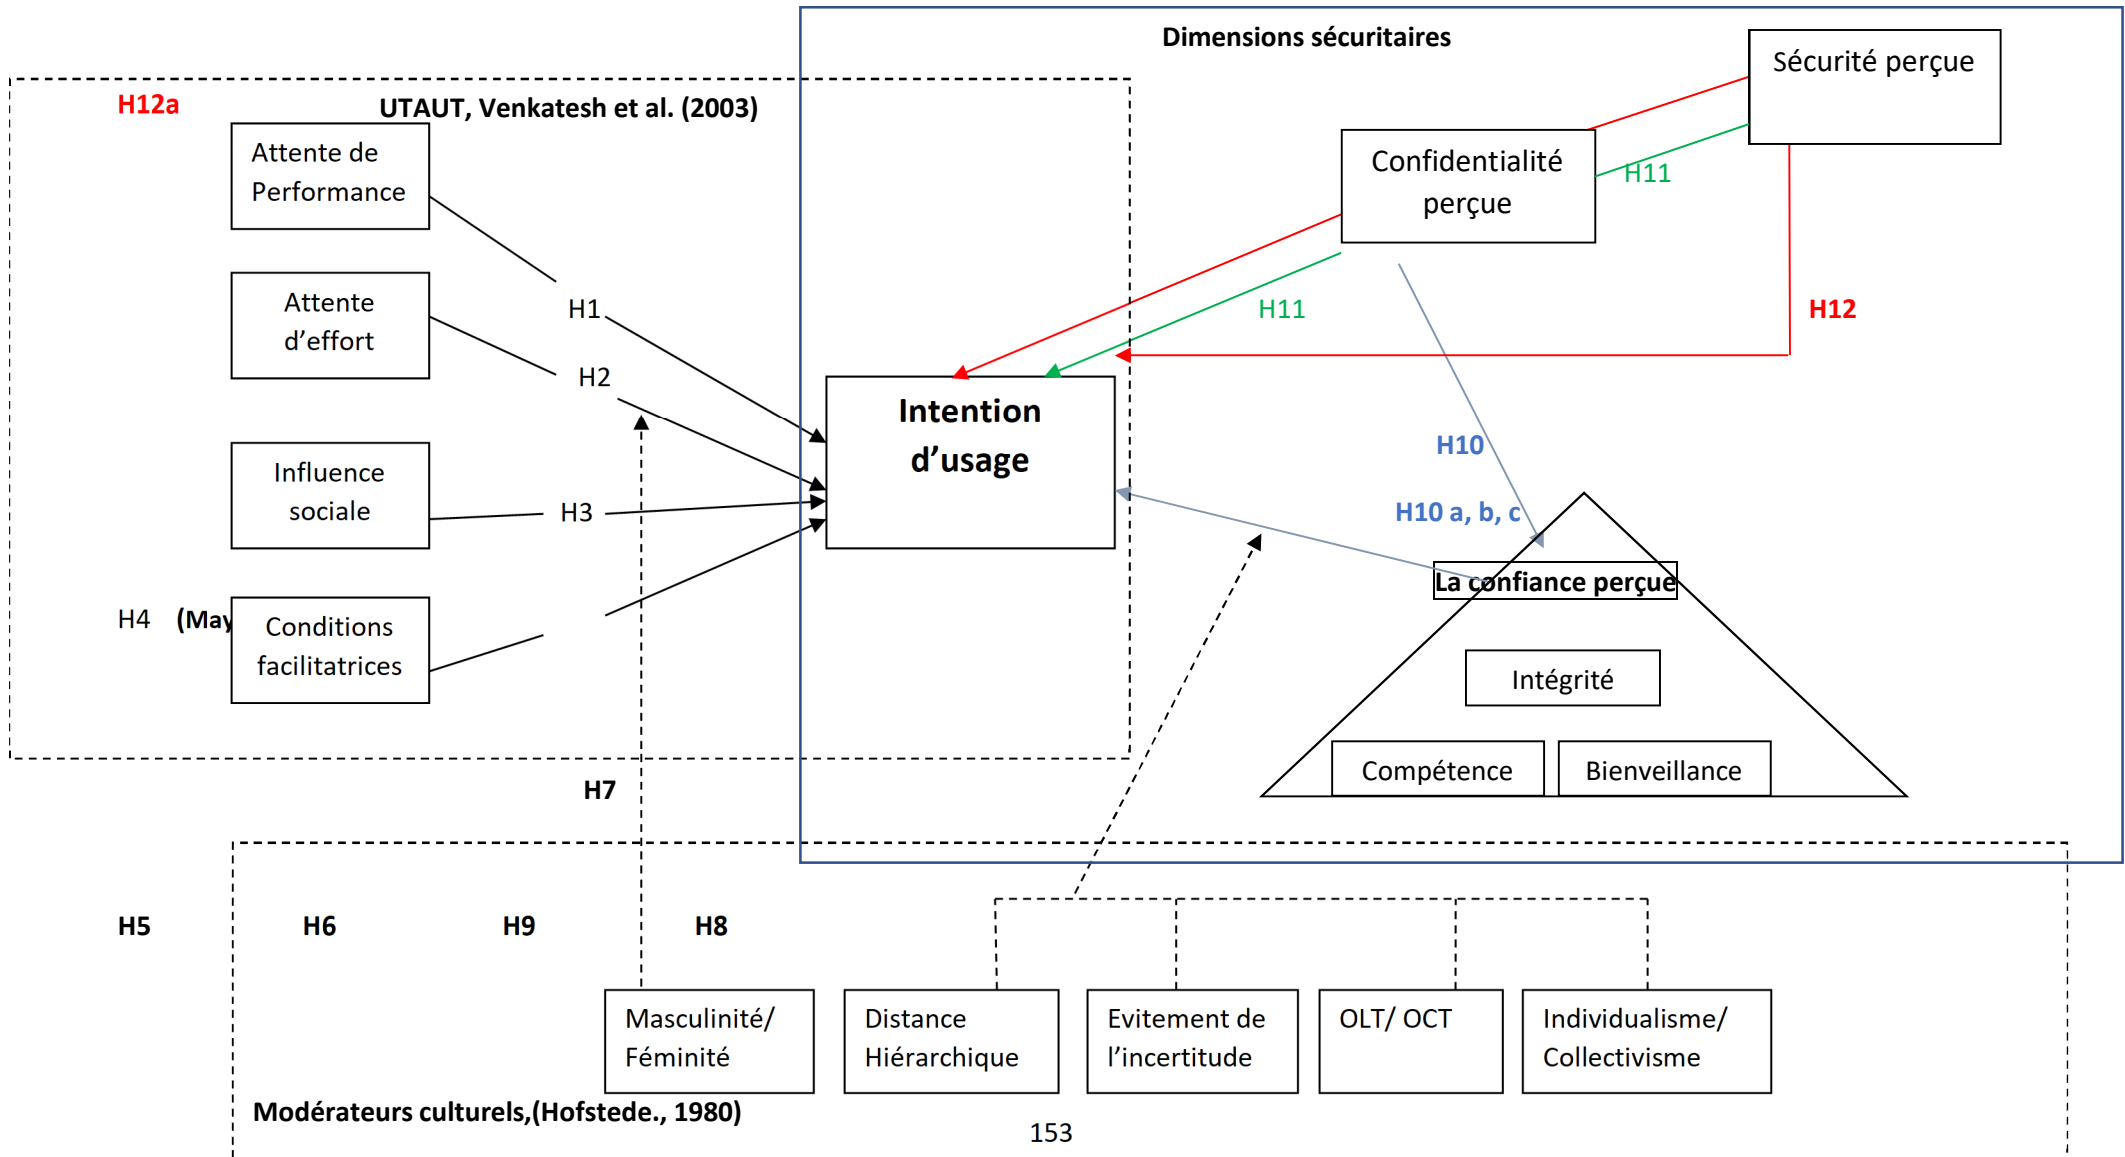 Dimensions sécuritaires
Sécurité perçue
H12a
UTAUT, Venkatesh et al. (2003)
Attente de
Performance
Confidentialité
perçue
H11
Attente
d'effort
H1
H11
H12
H2
Intention
d'usage
H10
Influence
sociale
H3
H10 a, b, c
La confiance perçue
H4 (May
Conditions
facilitatrices
Intégrité
Compétence
Bienveillance
H7
H5
H6
H9
H8
Masculinité/
Féminité
Distance
Hiérarchique
Evitement de
l'incertitude
OLT/ OCT
Individualisme/
Collectivisme
Modérateurs culturels,(Hofstede., 1980)
153